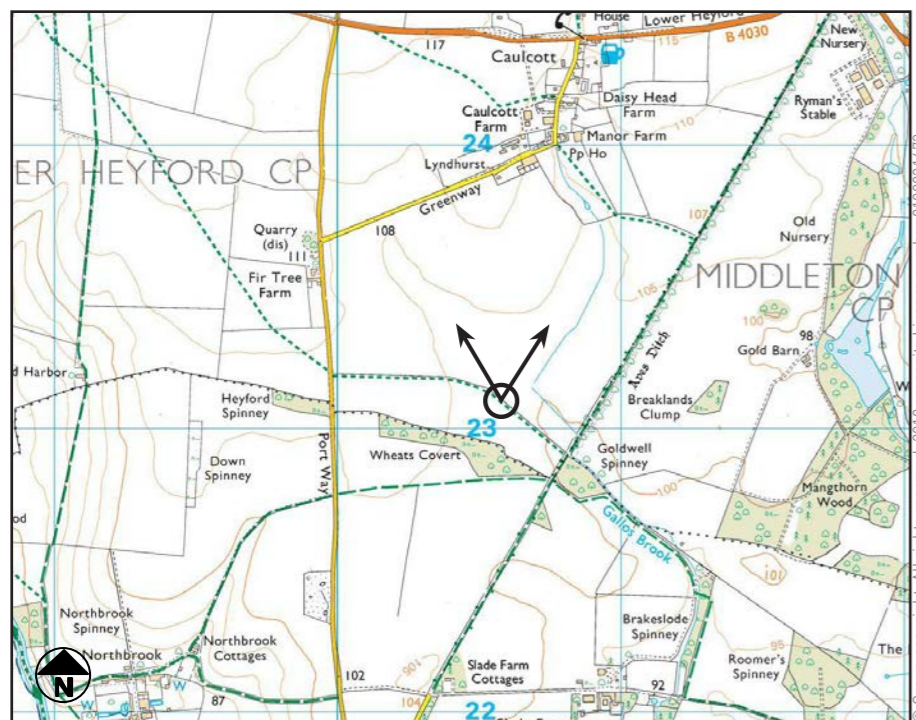 House
Lower Heyford
117
115
B 4030
New
Nursery
Caulcott
Ryman's
Stable
Daisy Head
Farm
Caulcott
Farm
110
24
Manor Farm
Pp Ho
Lyndhurst
ER HEYFORD CP
Greenway
107
Old
Nursery
Quarry
(dis)
108
111
Fir Tree
Farm
MIDDLETON
CP
105
100
98
Aves Ditch
Gold Barn
d Harbor
Heyford
Spinney
Breaklands
Clump
W
23
Wheats Covert
Goldwell
Spinney
Down
Spinney
Port Way
100
Mangthorn
Wood
od
Gallos Brook
101
Northbrook
Spinney
Brakeslode
Spinney
Northbrook
Northbrook
Cottages
Roomer's
Spinney
98
The
N
W
W
87
102
106
104
Slade Farm
Cottages
92
22